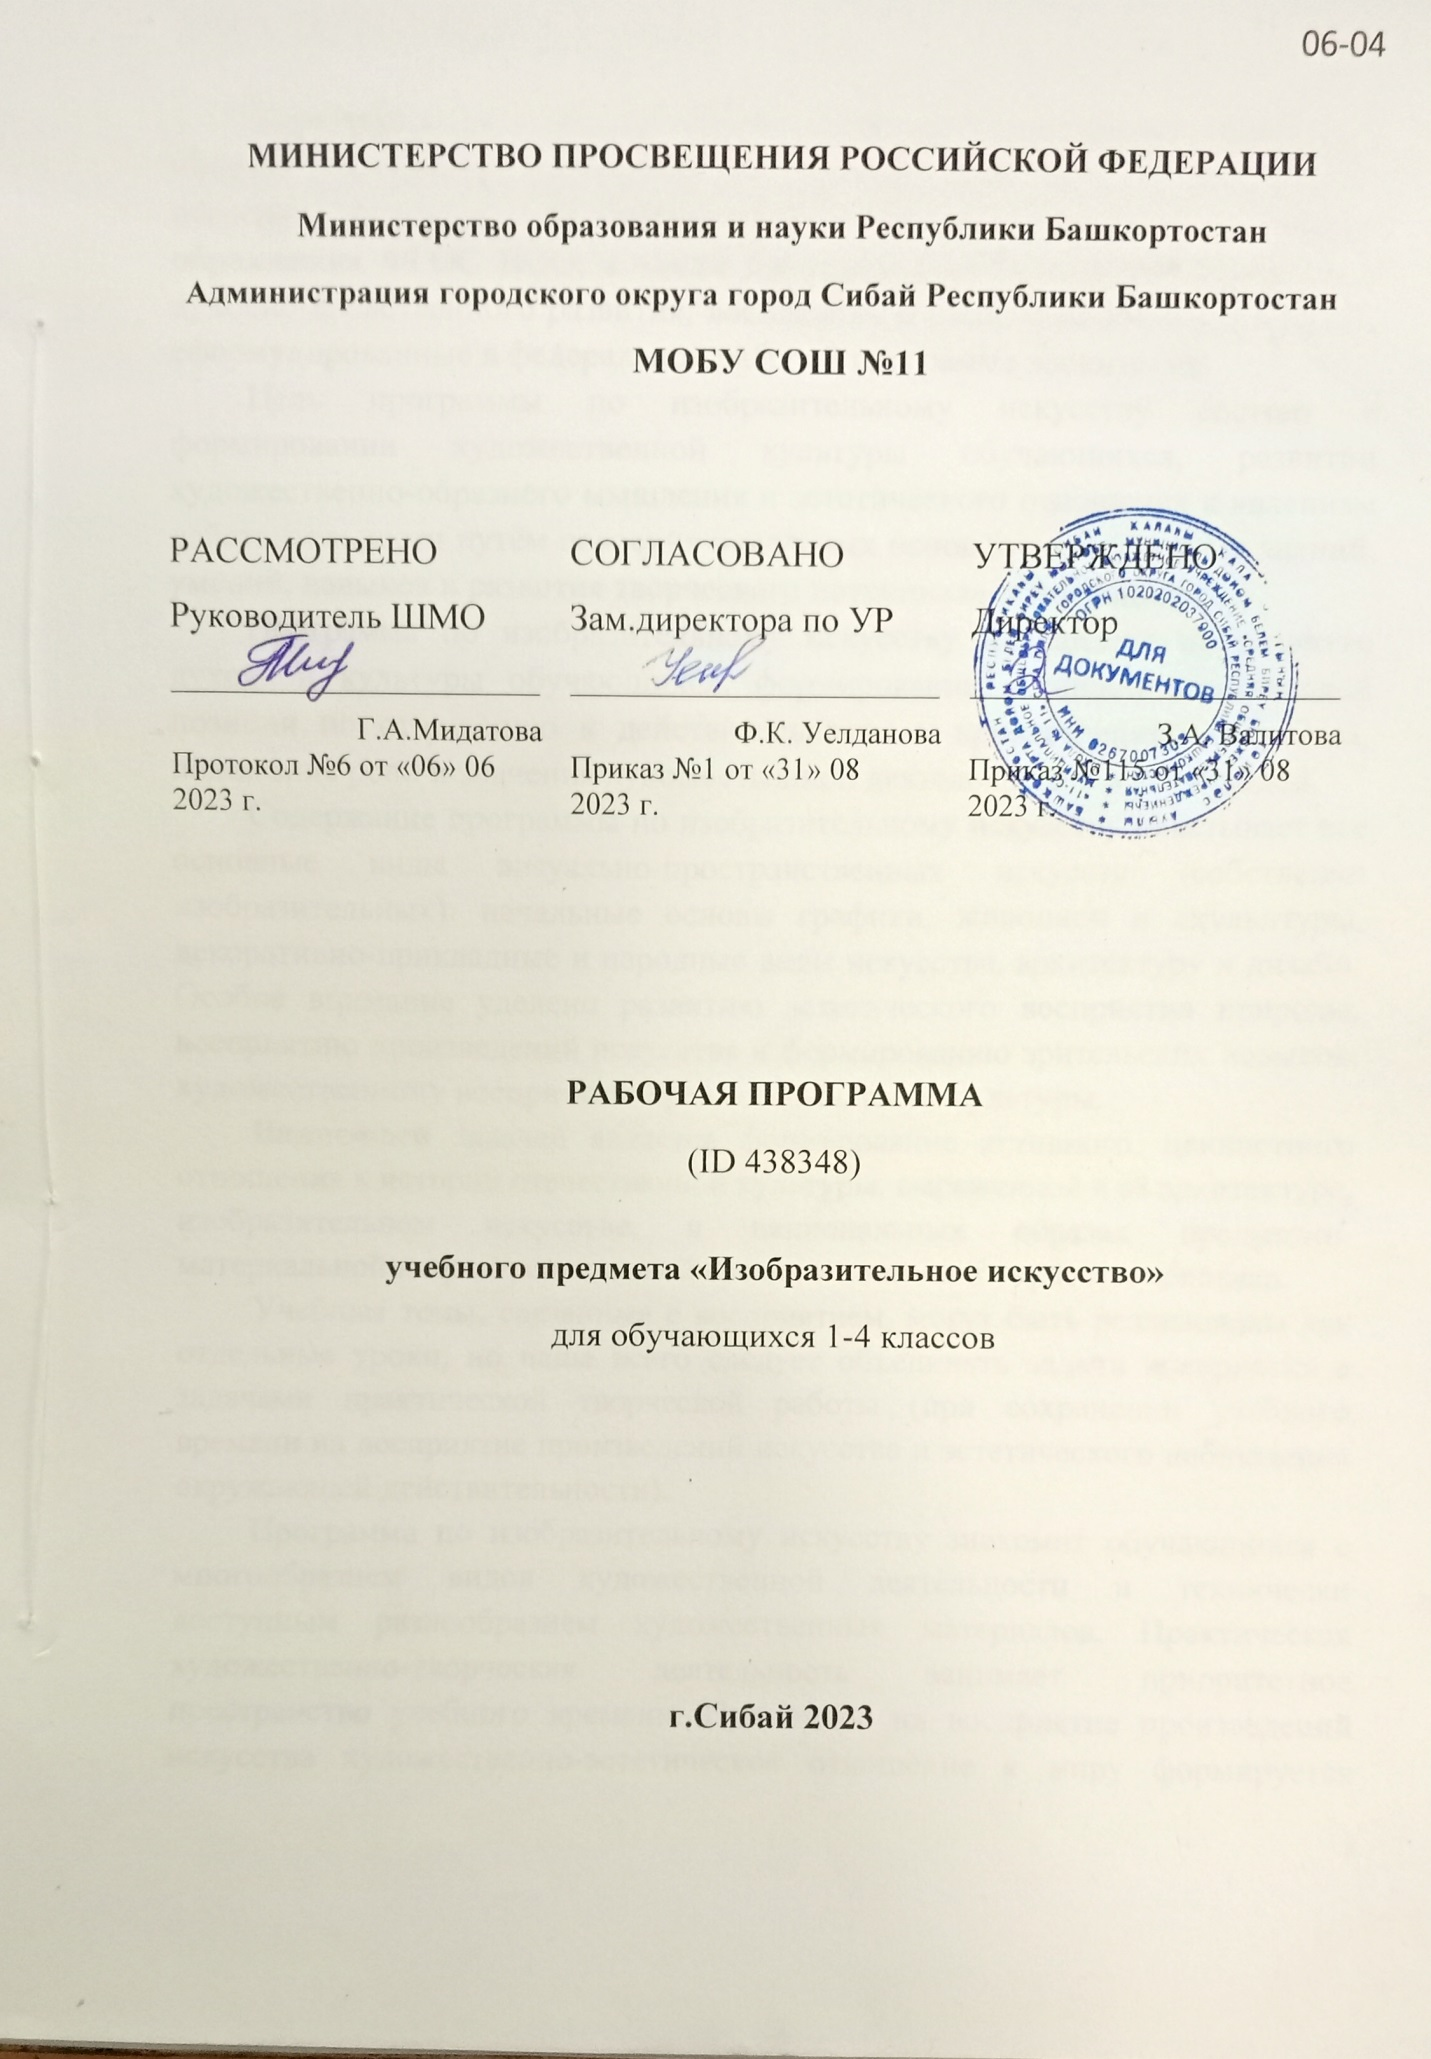 06-04
МИНИСТЕРСТВО ПРОСВЕЩЕНИЯ РОССИЙСКОЙ ФЕДЕРАЦИИ
Министерство образования и науки Республики Башкортостан
Администрация городского округа город Сибай Республики Башкортостан
МОБУ СОШ №11
РАССМОТРЕНО
Руководитель ШМО
Г.А.Мидатова
Протокол №6 от «06» 06
2023 г.
СОГЛАСОВАНО
Зам.директора по УР
Ф.К. Уелданова
Приказ №1 от «31» 08
2023 г.
УТВЕРЖДЕНО
Директор
З.А. Валитова
Приказ №115 от «31» 08
2023 г.
ОГРН 1020202037900
ДЛЯ
ДОКУМЕНТОВ
ИНН
РАБОЧАЯ ПРОГРАММА
(ID 438348)
учебного предмета «Изобразительное искусство»
для обучающихся 1-4 классов
г.Сибай 2023